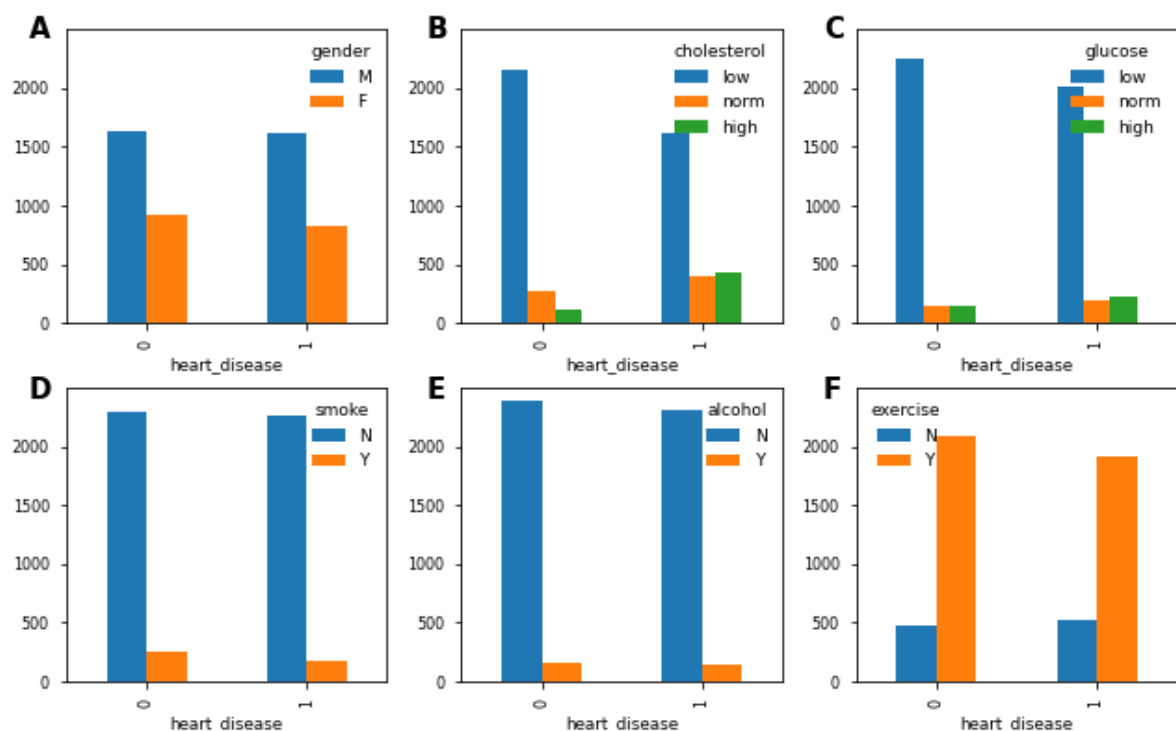 A
gender
M
F
2000
1500
1000
500
0
0
1
heart_disease
B
cholesterol
low
norm
high
2000
1500
1000
500
0
0
1
heart_disease
C
glucose
low
norm
high
2000
1500
1000
500
0
0
1
heart_disease
D
smoke
N
Y
2000
1500
1000
500
0
0
1
heart_disease
E
alcohol
N
Y
2000
1500
1000
500
0
0
1
heart_disease
F
exercise
N
Y
2000
1500
1000
500
0
0
1
heart_disease